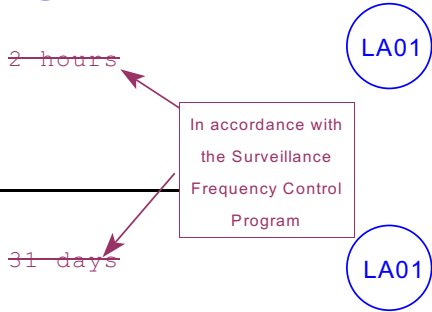 2 hours
LA01
In accordance with
the Surveillance
Frequency Control
Program
31 days
LA01